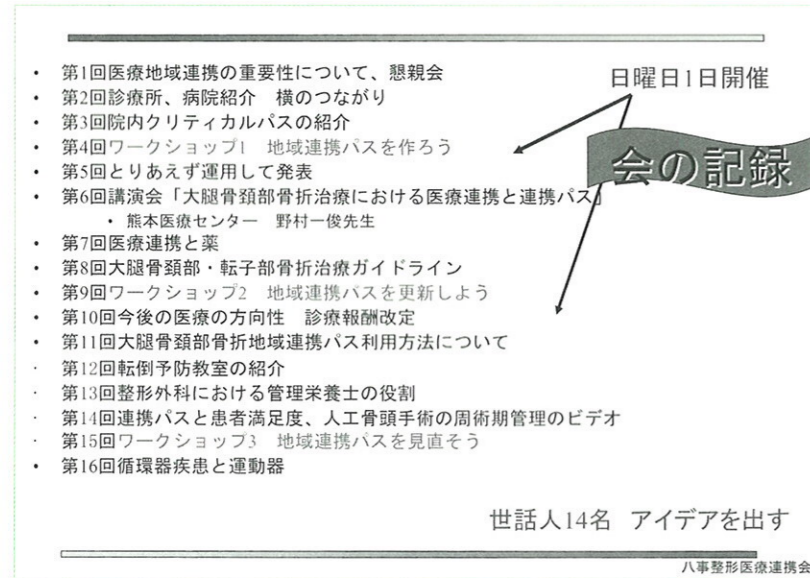 日曜日1日開催
会の記録
• 第1回医療地域連携の重要性について、懇親会
• 第2回診療所、病院紹介　横のつながり
• 第3回院内クリティカルパスの紹介
• 第4回ワークショップ1　地域連携パスを作ろう
• 第5回とりあえず運用して発表
• 第6回講演会「大腿骨頚部骨折治療における医療連携と連携パス」
• 熊本医療センター　野村一俊先生
• 第7回医療連携と薬
• 第8回大腿骨頚部・転子部骨折治療ガイドライン
• 第9回ワークショップ2　地域連携パスを更新しよう
• 第10回今後の医療の方向性　診療報酬改定
• 第11回大腿骨頚部骨折地域連携パス利用方法について
· 第12回転倒予防教室の紹介
· 第13回整形外科における管理栄養士の役割
· 第14回連携パスと患者満足度、人工骨頭手術の周術期管理のビデオ
· 第15回ワークショップ3　地域連携パスを見直そう
• 第16回循環器疾患と運動器
世話人14名　アイデアを出す
八事整形医療連携会